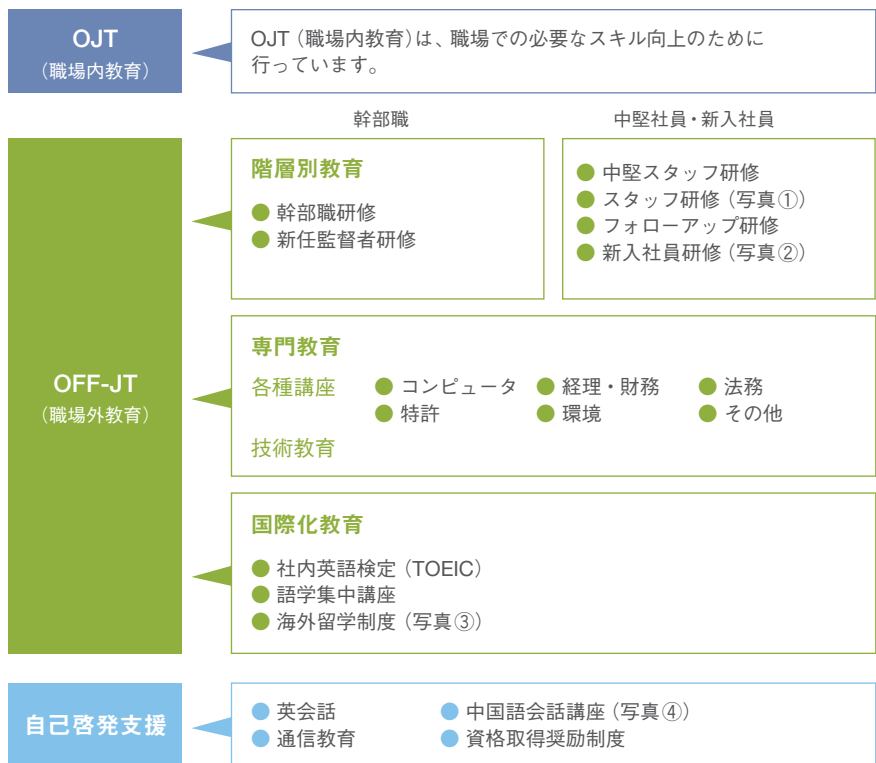 OJT
（職場内教育）
OJT（職場内教育）は、職場での必要なスキル向上のために
行っています。
幹部職
中堅社員・新入社員
OFF-JT
（職場外教育）
階層別教育
● 幹部職研修
● 新任監督者研修
● 中堅スタッフ研修
● スタッフ研修（写真①）
● フォローアップ研修
● 新入社員研修（写真②）
専門教育
各種講座 ● コンピュータ ● 経理・財務 ● 法務
● 特許 ● 環境 ● その他
技術教育
国際化教育
● 社内英語検定（TOEIC）
● 語学集中講座
● 海外留学制度（写真③）
自己啓発支援
● 英会話 ● 中国語会話講座（写真④）
● 通信教育 ● 資格取得奨励制度